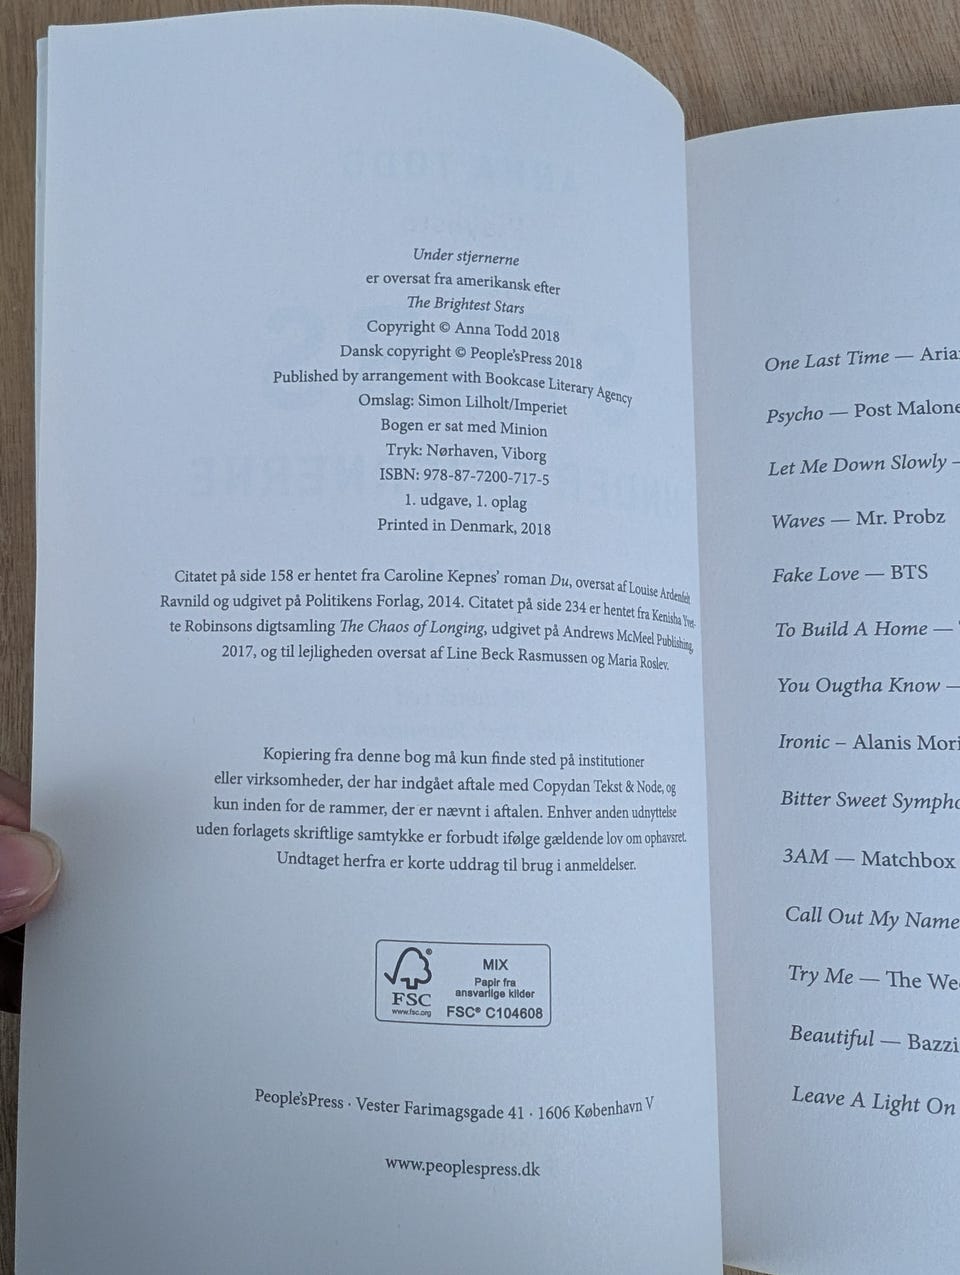 Under stjernerne
er oversat fra amerikansk efter
The Brightest Stars
Copyright © Anna Todd 2018
Dansk copyright © People'sPress 2018
Published by arrangement with Bookcase Literary Agency
Omslag: Simon Lilholt/Imperiet
Bogen er sat med Minion
Tryk: Nørhaven, Viborg
ISBN: 978-87-7200-717-5
1. udgave, 1. oplag
Printed in Denmark, 2018
Citatet på side 158 er hentet fra Caroline Kepnes' roman Du, oversat af Louise Ardenfelt
Ravnild og udgivet på Politikens Forlag, 2014. Citatet på side 234 er hentet fra Kenisha Yvet-
te Robinsons digtsamling The Chaos of Longing, udgivet på Andrews McMeel Publishing,
2017, og til lejligheden oversat af Line Beck Rasmussen og Maria Roslev.
Kopiering fra denne bog må kun finde sted på institutioner
eller virksomheder, der har indgået aftale med Copydan Tekst & Node, og
kun inden for de rammer, der er nævnt i aftalen. Enhver anden udnyttelse
uden forlagets skriftlige samtykke er forbudt ifølge gældende lov om ophavsret.
Undtaget herfra er korte uddrag til brug i anmeldelser.
FSC
www.fsc.org
MIX
Papir fra
ansvarlige kilder
FSC® C104608
People'sPress · Vester Farimagsgade 41 · 1606 København V
www.peoplespress.dk
One Last Time — Aria
Psycho — Post Malone
Let Me Down Slowly —
Waves — Mr. Probz
Fake Love — BTS
To Build A Home —
You Ougtha Know —
Ironic – Alanis Mori
Bitter Sweet Sympho
3AM — Matchbox
Call Out My Name
Try Me — The Wee
Beautiful — Bazzi
Leave A Light On